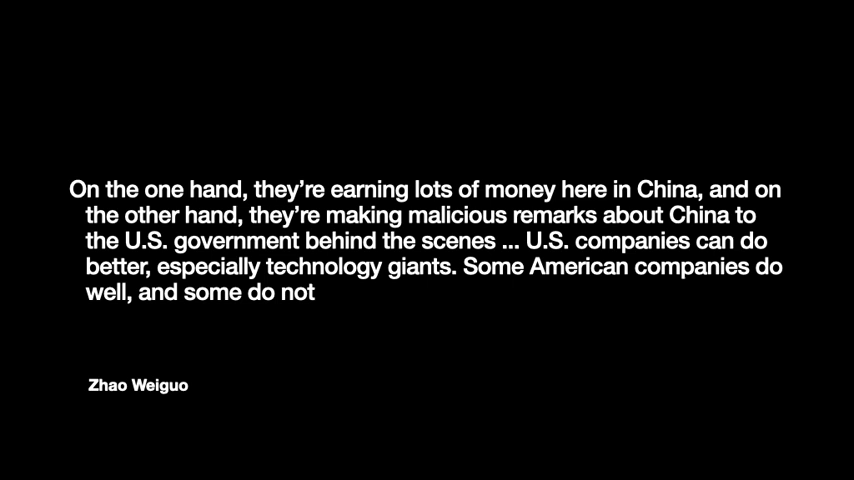 On the one hand, they’re earning lots of money here in China, and on
the other hand, they’re making malicious remarks about China to
the U.S. government behind the scenes ... U.S. companies can do
better, especially technology giants. Some American companies do
well, and some do not
Zhao Weiguo